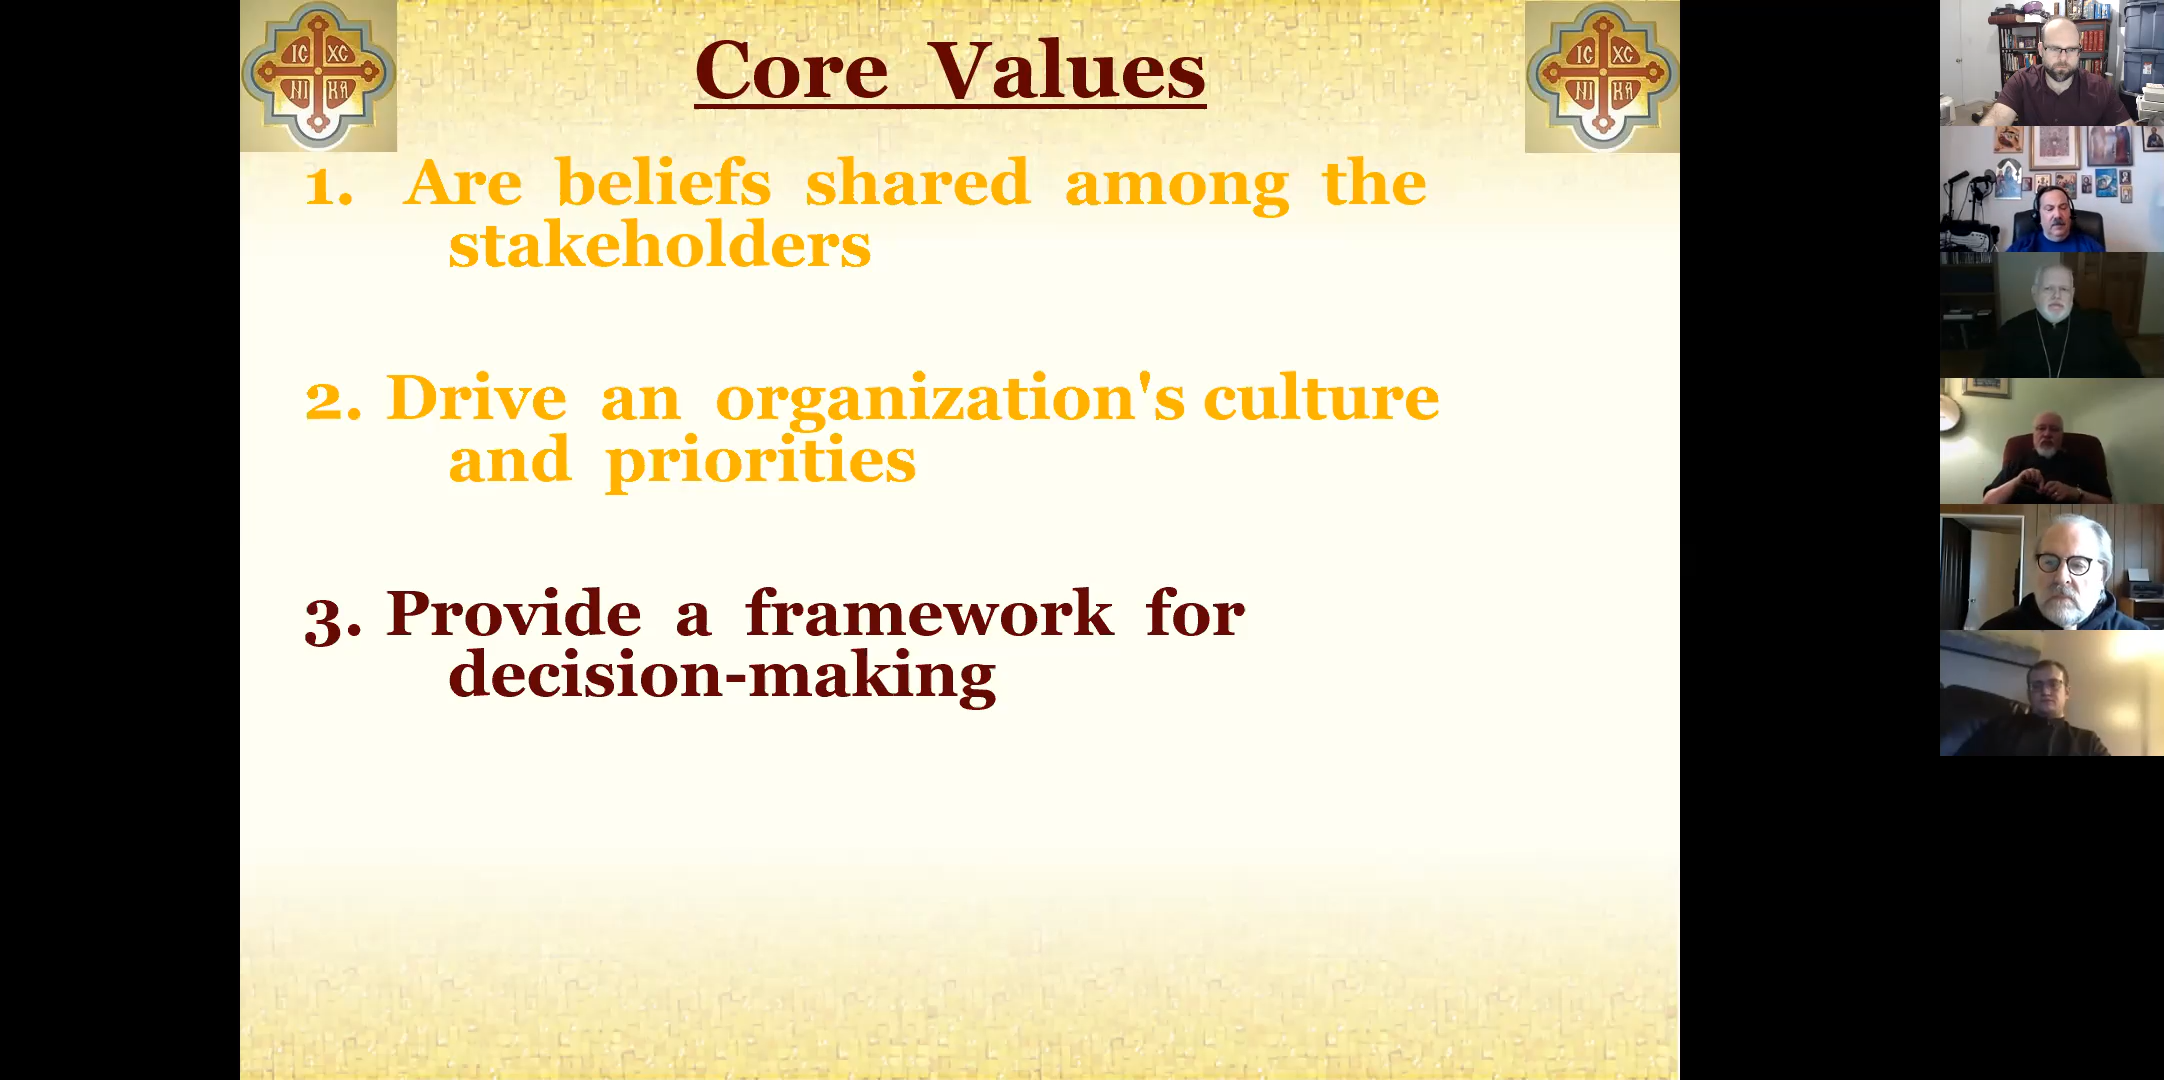 IC XC
NI KA
Core Values
IC XC
NI KA
1. Are beliefs shared among the
stakeholders
2. Drive an organization's culture
and priorities
3. Provide a framework for
decision-making